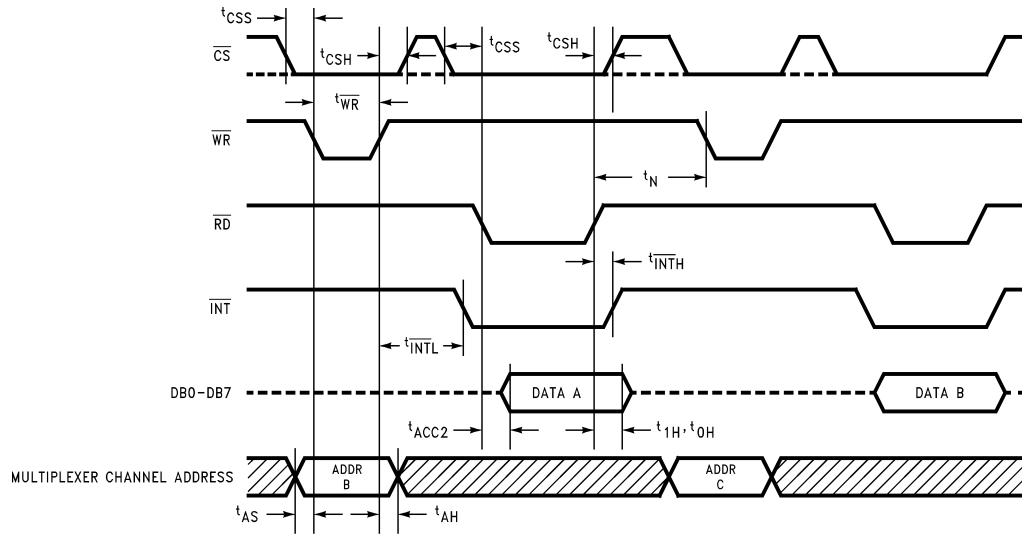 tCSS
CS
tCSH
tCSS
tCSH
tWR
WR
tN
RD
tINTH
INT
tINTL
DB0-DB7
DATA A
DATA B
tACC2
t1H, t0H
MULTIPLEXER CHANNEL ADDRESS
ADDR
B
ADDR
C
tAS
tAH